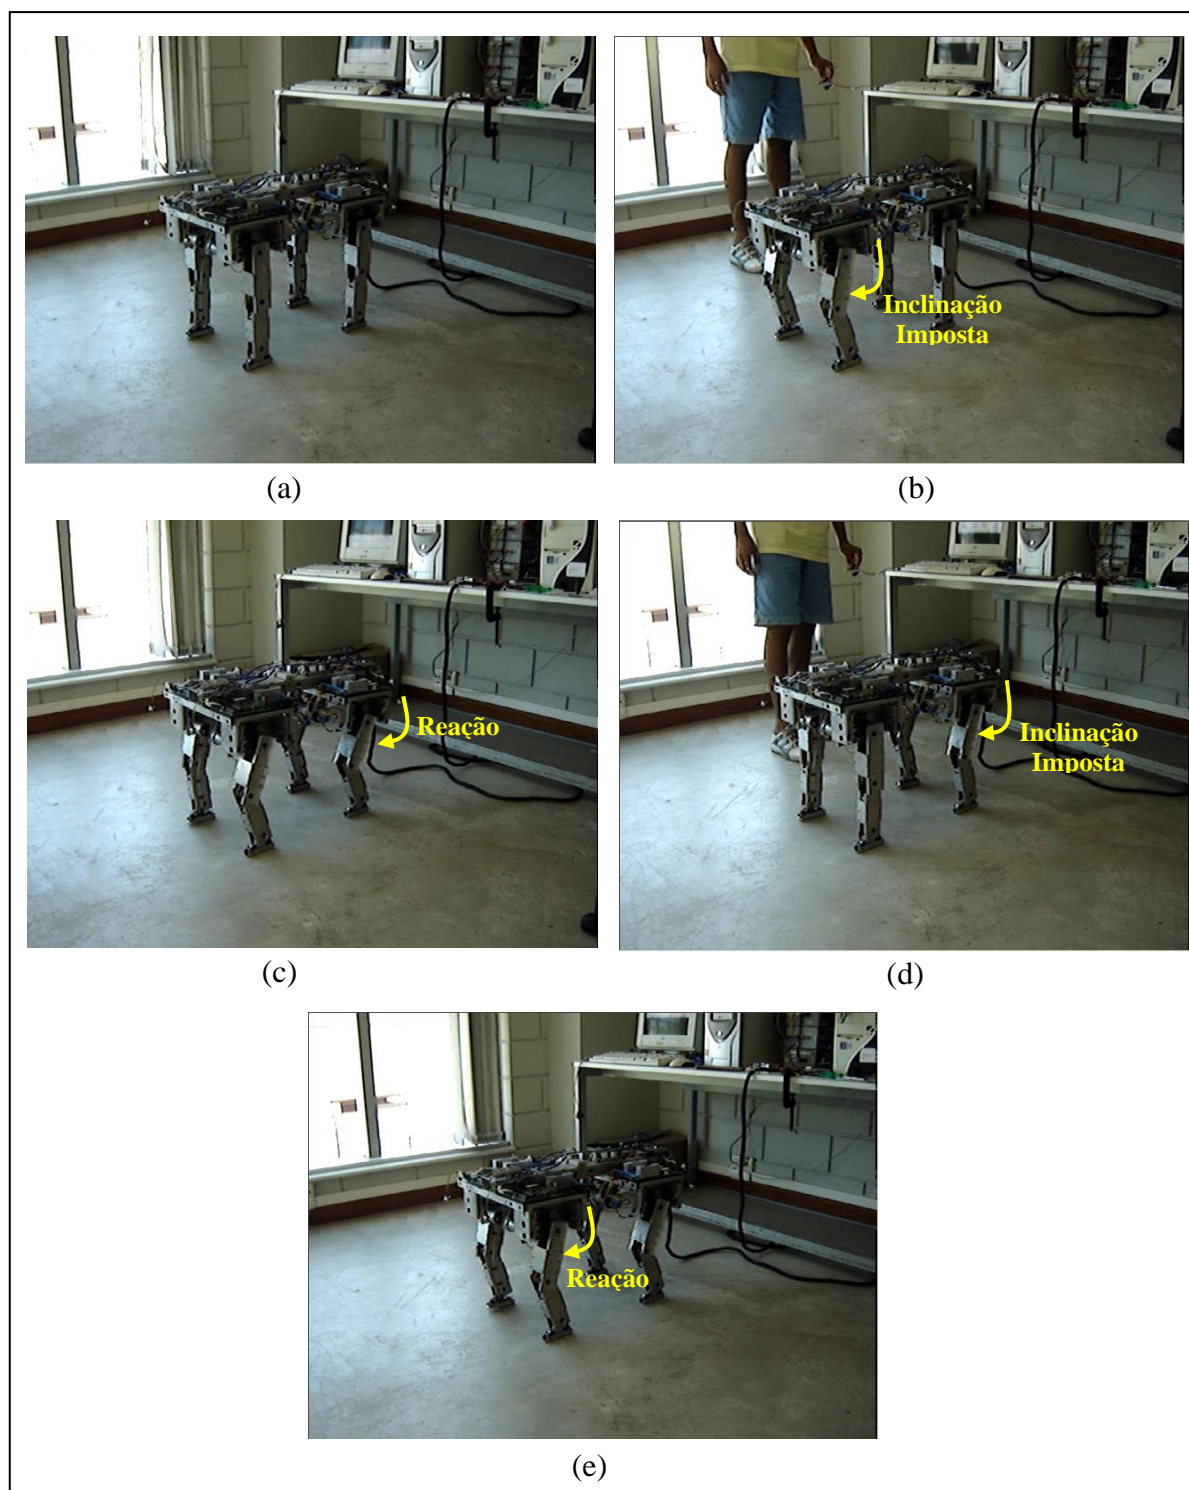 (a)
Inclinação
Imposta
(b)
Reação
(c)
Inclinação
Imposta
(d)
Reação
(e)